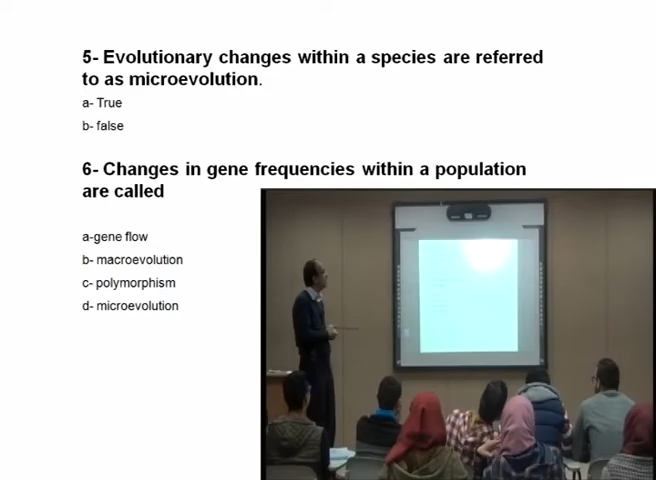 5- Evolutionary changes within a species are referred
to as microevolution.
a- True
b- false
6- Changes in gene frequencies within a population
are called
a-gene flow
b- macroevolution
c- polymorphism
d- microevolution